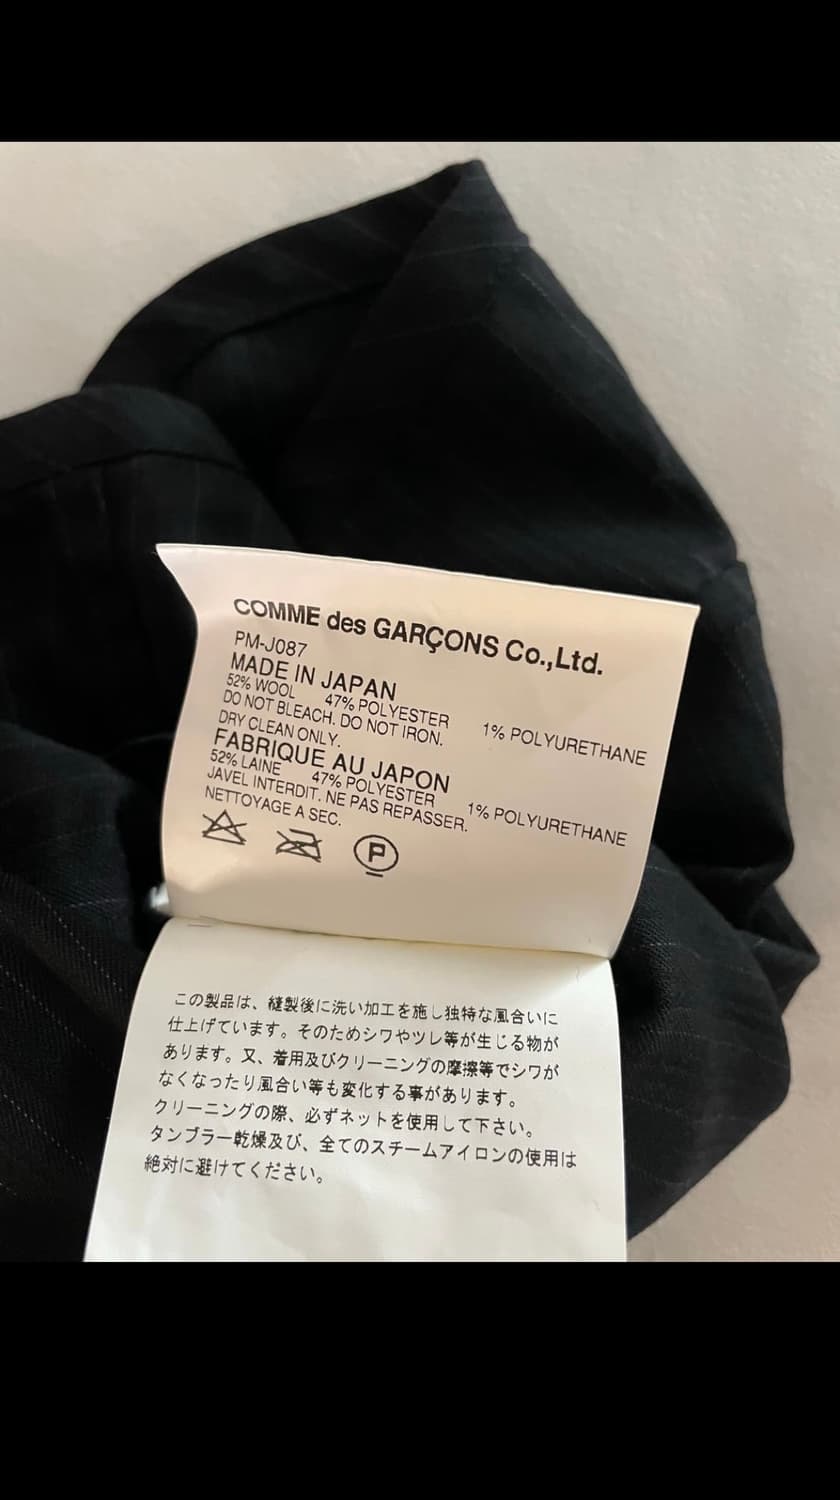 COMME des GARÇONS Co.,Ltd.
PM-J087
MADE IN JAPAN
52% WOOL 47% POLYESTER 1% POLYURETHANE
DO NOT BLEACH. DO NOT IRON.
DRY CLEAN ONLY.
FABRIQUE AU JAPON
52% LAINE 47% POLYESTER 1% POLYURETHANE
JAVEL INTERDIT. NE PAS REPASSER.
NETTOYAGE A SEC.
P
この製品は、縫製後に洗い加工を施し独特な風合いに
仕上げています。そのためシワやツレ等が生じる物が
あります。又、着用及びクリーニングの摩擦等でシワが
なくなったり風合い等も変化する事があります。
クリーニングの際、必ずネットを使用して下さい。
タンブラー乾燥及び、全てのスチームアイロンの使用は
絶対に避けてください。